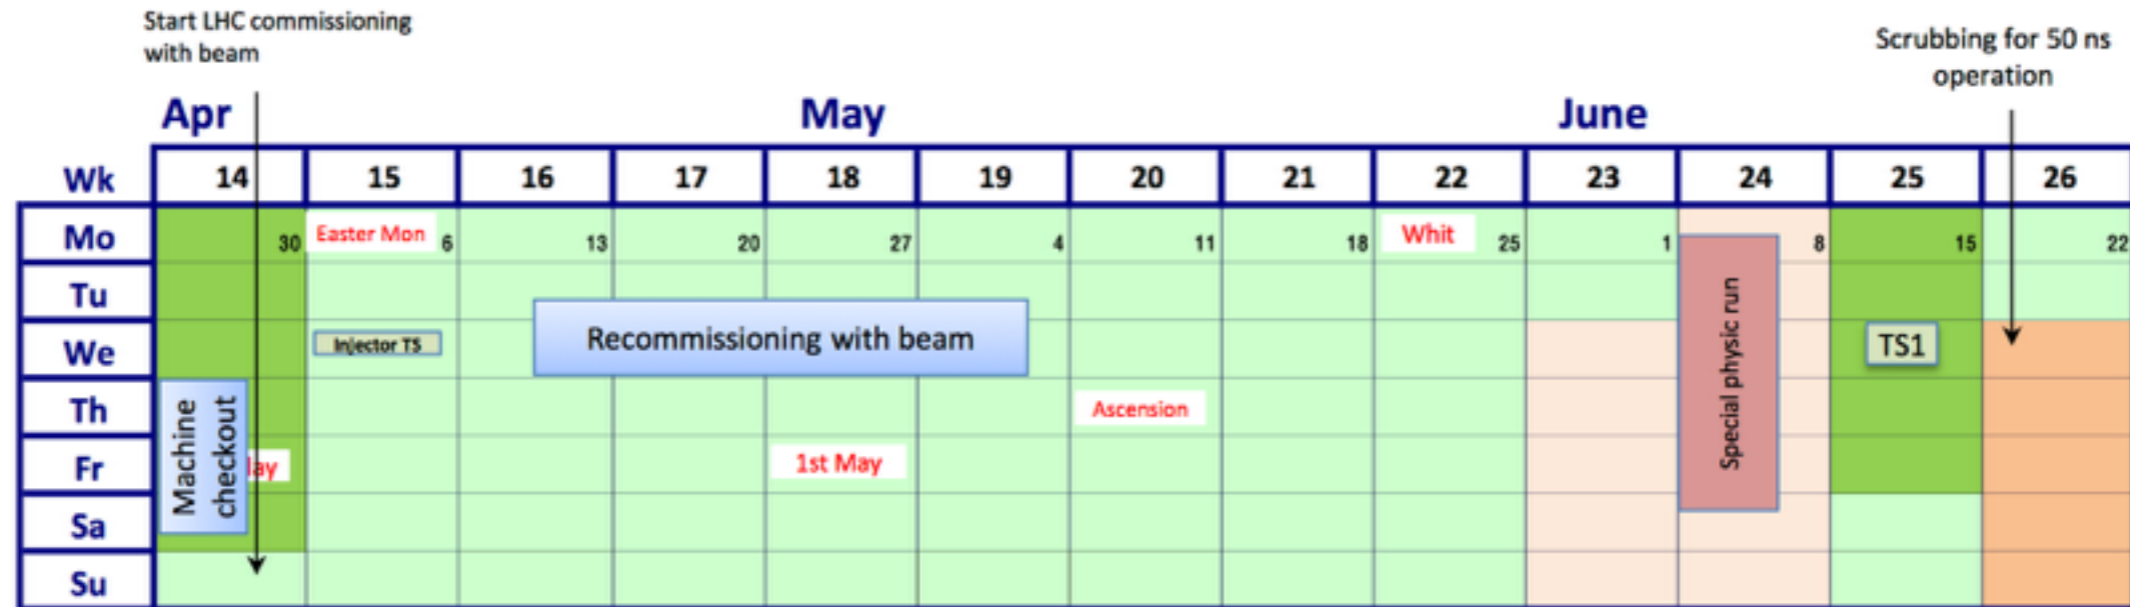 Start LHC commissioning
with beam
Scrubbing for 50 ns
operation
Apr May June
Wk 14 15 16 17 18 19 20 21 22 23 24 25 26
Mo 30 Easter Mon 6 13 20 27 4 11 18 Whit 25 1 8 15 22
Tu
Recommissioning with beam
We Injector TS TS1
Special physic run
Th Ascension
Machine
checkout
Fr 1st May
Sa
Su